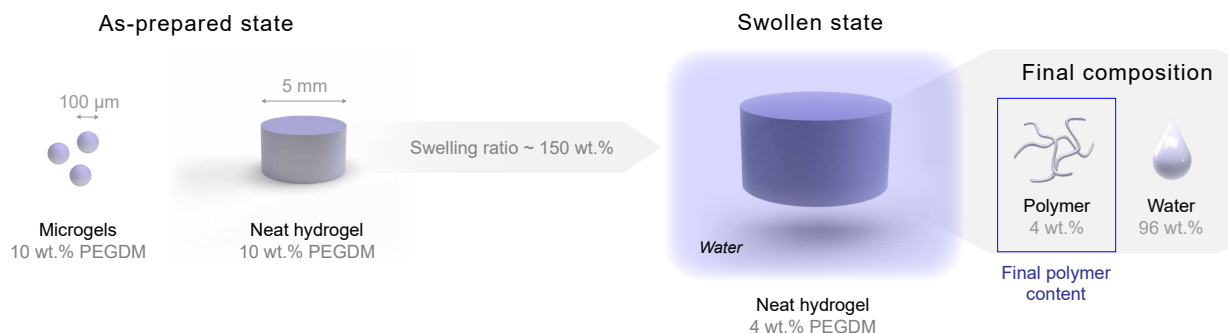 As-prepared state
100 µm
5 mm
Microgels
10 wt.% PEGDM
Neat hydrogel
10 wt.% PEGDM
Swelling ratio ~ 150 wt.%
Swollen state
Water
Neat hydrogel
4 wt.% PEGDM
Final composition
Polymer
4 wt.%
Water
96 wt.%
Final polymer
content